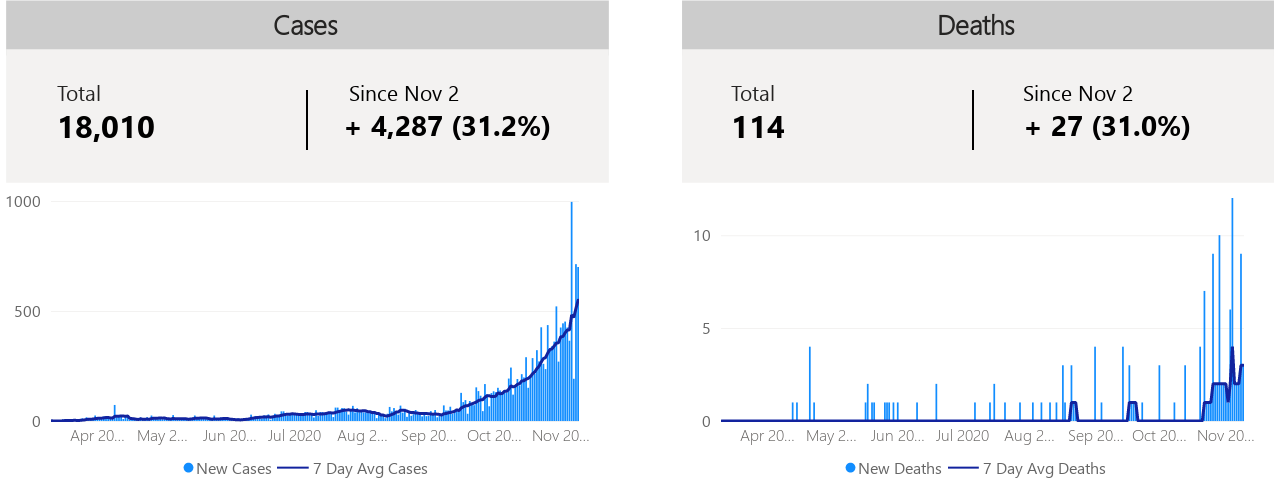 Cases
Total
18,010
Since Nov 2
+ 4,287 (31.2%)
1000
500
0
Apr 20... May 2... Jun 20... Jul 2020 Aug 2... Sep 20... Oct 20... Nov 20...
New Cases 7 Day Avg Cases
Deaths
Total
114
Since Nov 2
+ 27 (31.0%)
10
5
0
Apr 20... May 2... Jun 20... Jul 2020 Aug 2... Sep 20... Oct 20... Nov 20...
New Deaths 7 Day Avg Deaths